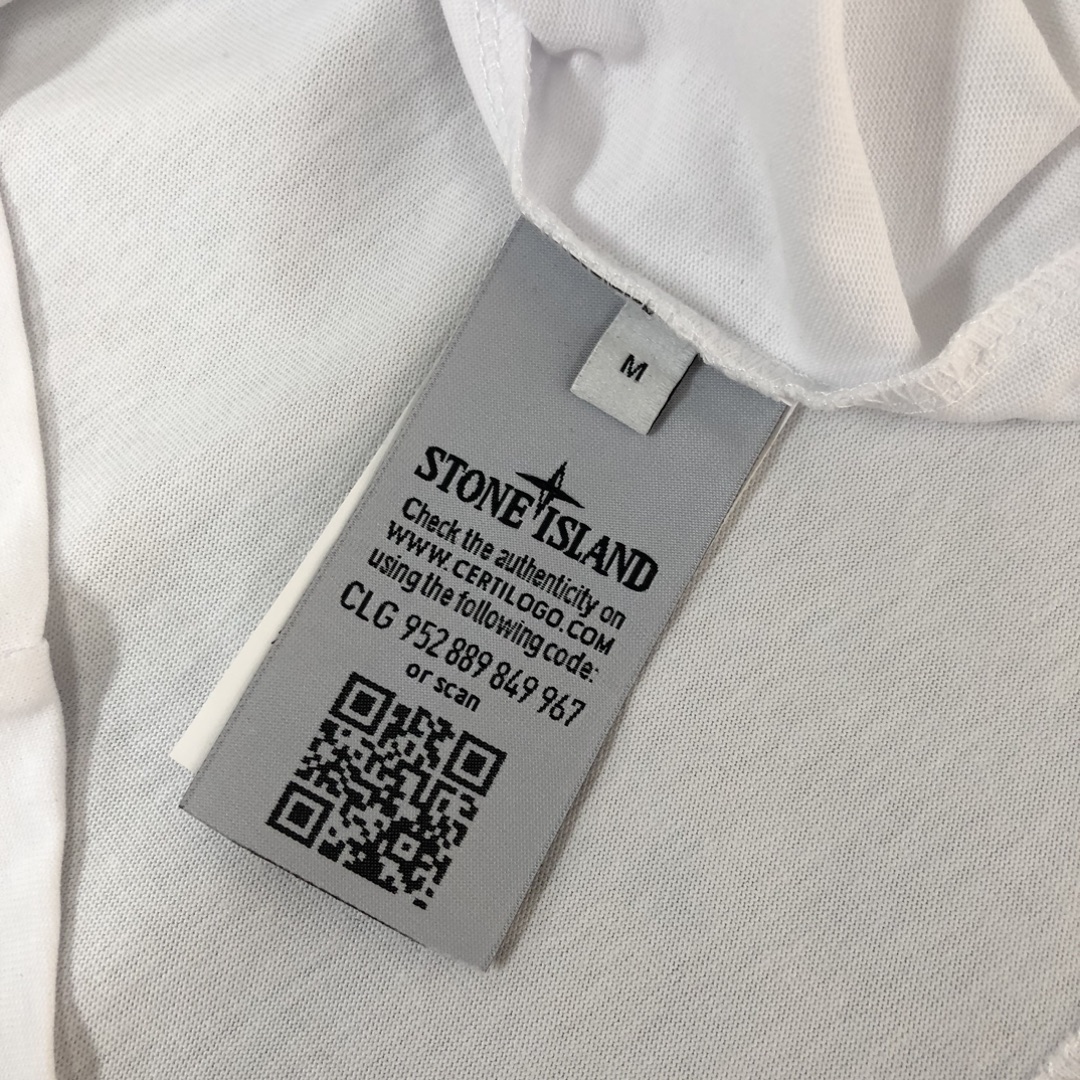 M
STONE ISLAND
Check the authenticity on
WWW.CERTILOGO.COM
using the following code:
CLG 952 889 849 967
or scan